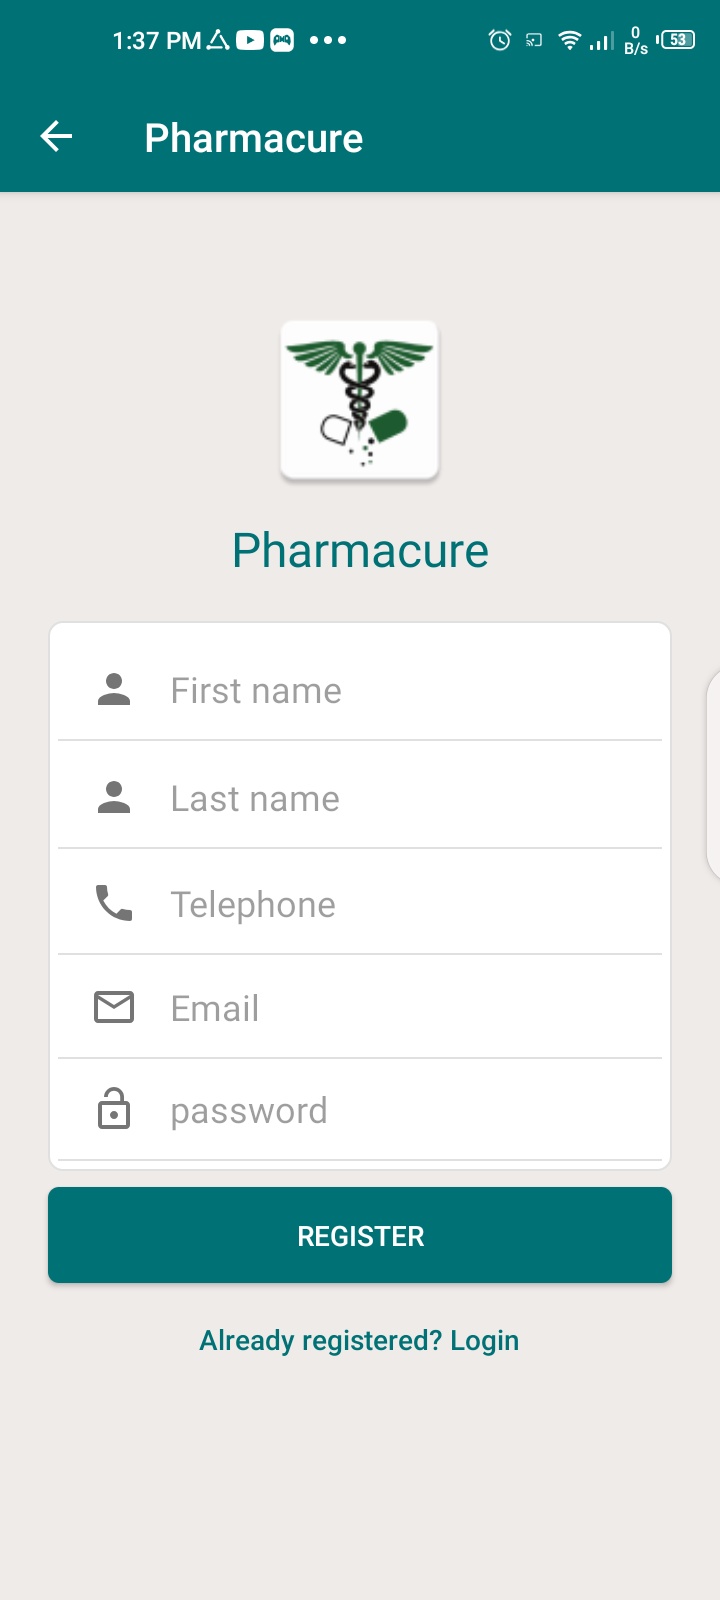 1:37 PM
0
B/s
53
Pharmacure
Pharmacure
First name
Last name
Telephone
Email
password
REGISTER
Already registered? Login